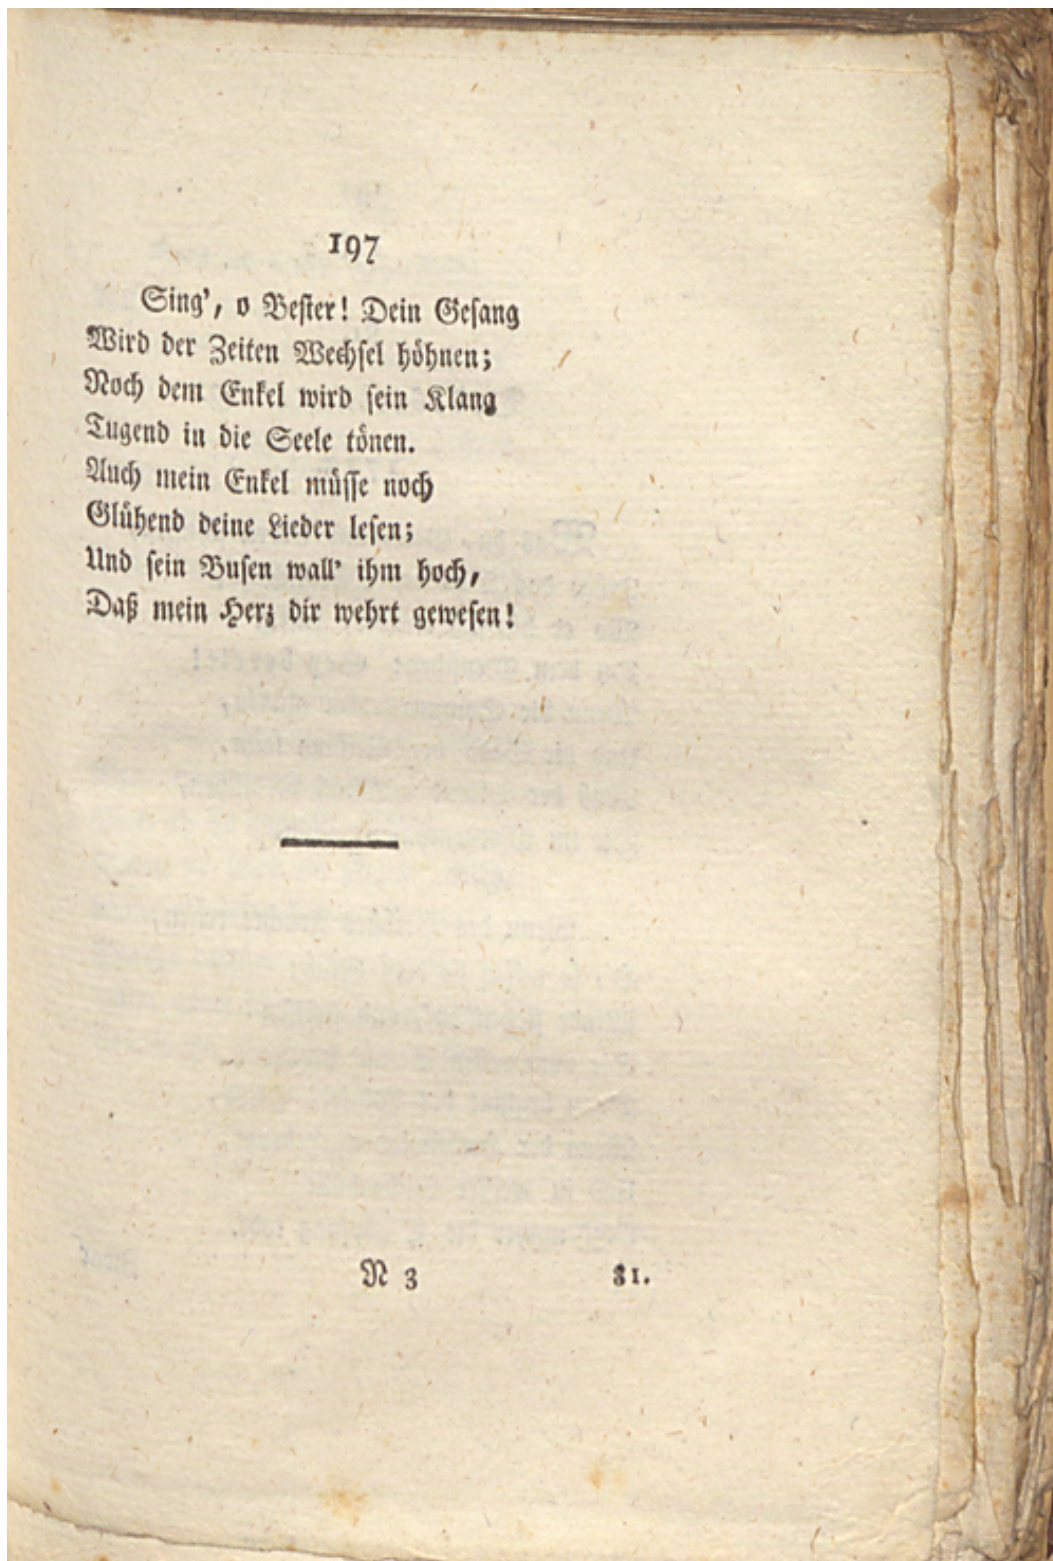 197
Sing', o Bester! Dein Gesang
Wird der Zeiten Wechsel höhnen;
Noch dem Enkel wird sein Klang
Tugend in die Seele tönen.
Auch mein Enkel müsse noch
Glühend deine Lieder lesen;
Und sein Busen wall' ihm hoch,
Daß mein Herz dir wehrt gewesen!
N 3 31.